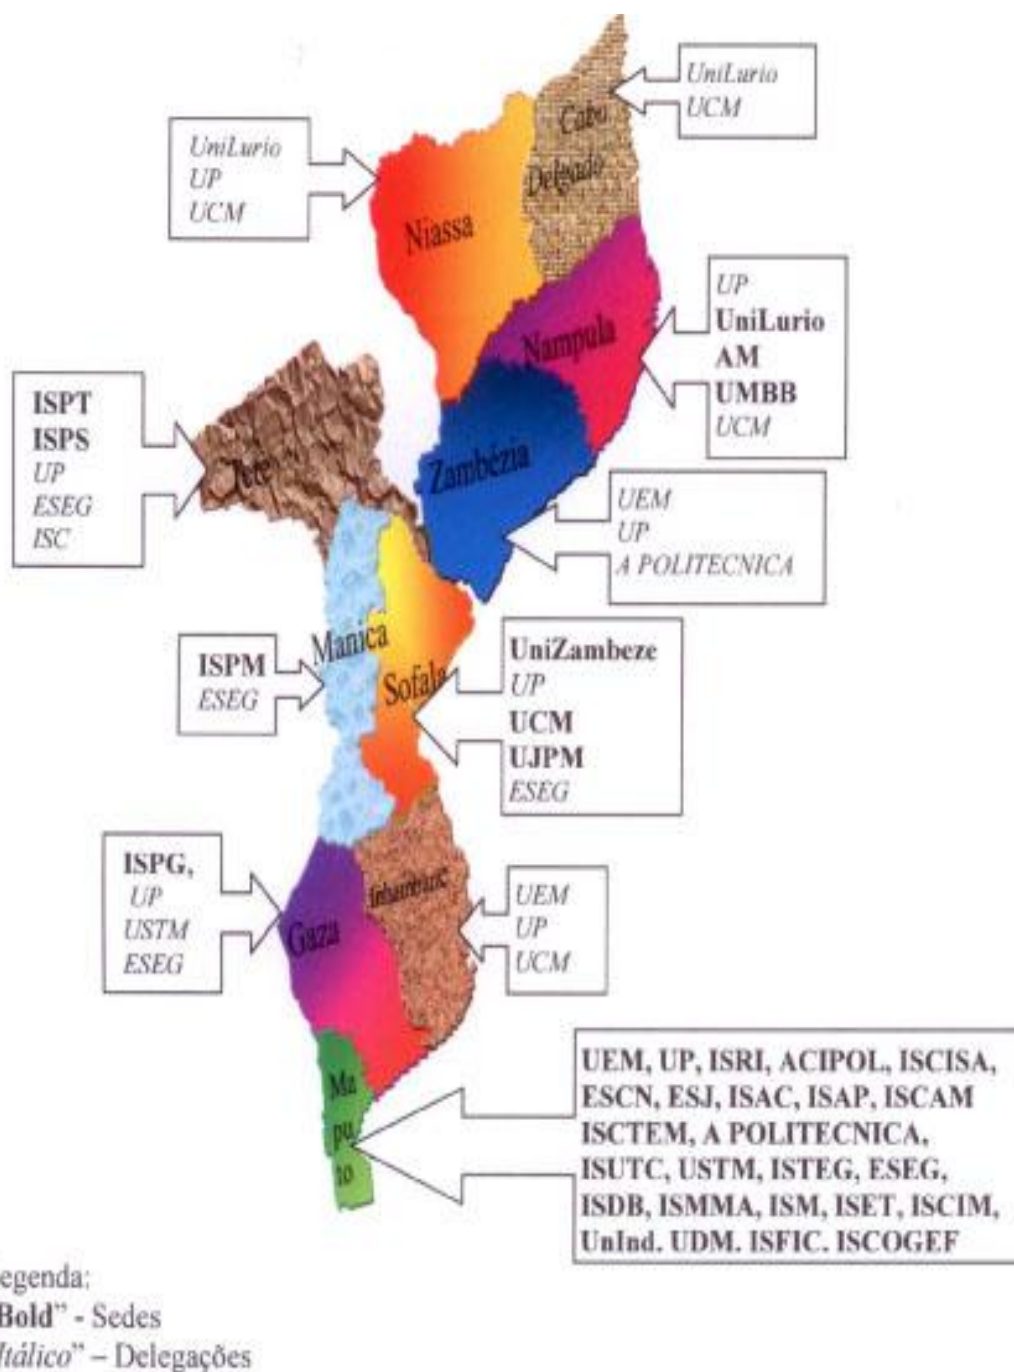 UniLurio
UCM
Cabo
Delgado
UniLurio
UP
UCM
Niassa
UP
UniLurio
AM
UMBB
UCM
Nampula
ISPT
ISPS
UP
ESEG
ISC
Tete
Zambézia
UEM
UP
A POLITECNICA
Manica
ISPM
ESEG
Sofala
UniZambeze
UP
UCM
UJPM
ESEG
ISPG,
UP
USTM
ESEG
Gaza
Inhambane
UEM
UP
UCM
Ma
pu
to
UEM, UP, ISRI, ACIPOL, ISCISA,
ESCN, ESJ, ISAC, ISAP, ISCAM
ISCTEM, A POLITECNICA,
ISUTC, USTM, ISTEG, ESEG,
ISDB, ISMMA, ISM, ISET, ISCIM,
UnInd. UDM. ISFIC. ISCOGEF
egenda:
Bold” - Sedes
Itálico” – Delegações